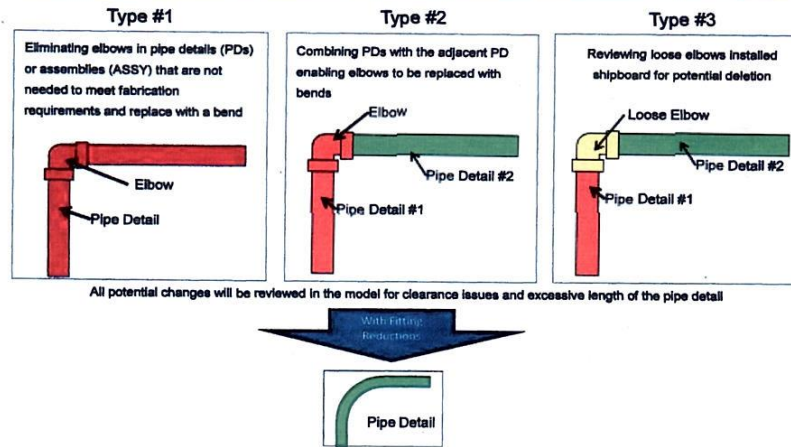 Type #1
Eliminating elbows in pipe details (PDs)
or assemblies (ASSY) that are not
needed to meet fabrication
requirements and replace with a bend
Elbow
Pipe Detail
Type #2
Combining PDs with the adjacent PD
enabling elbows to be replaced with
bends
Elbow
Pipe Detail #2
Pipe Detail #1
Type #3
Reviewing loose elbows installed
shipboard for potential deletion
Loose Elbow
Pipe Detail #2
Pipe Detail #1
All potential changes will be reviewed in the model for clearance issues and excessive length of the pipe detail
With Fitting
Reductions
Pipe Detail